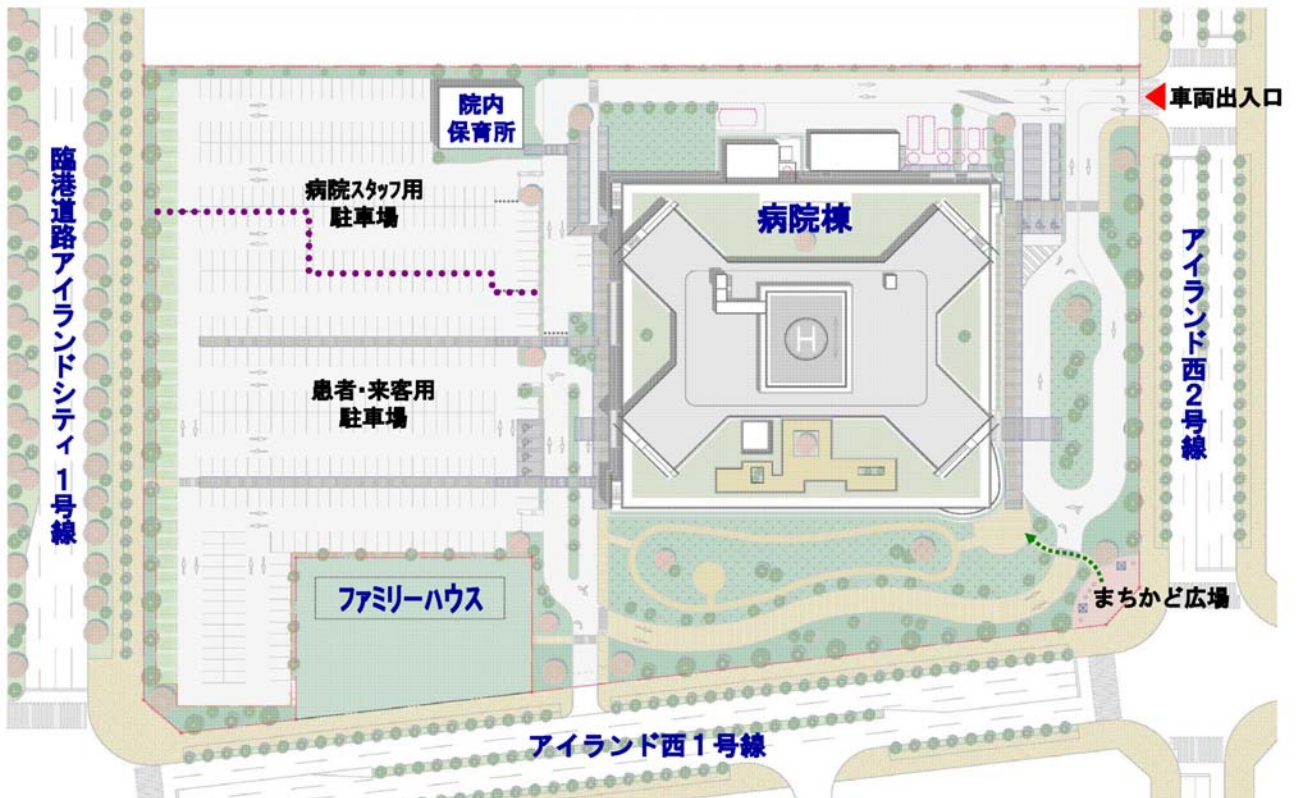 車両出入口
院内
保育所
臨港道路アイランドシティ 1号線
病院スタッフ用
駐車場
病院棟
アイランド西2号線
H
患者・来客用
駐車場
ファミリーハウス
まちかど広場
アイランド西1号線